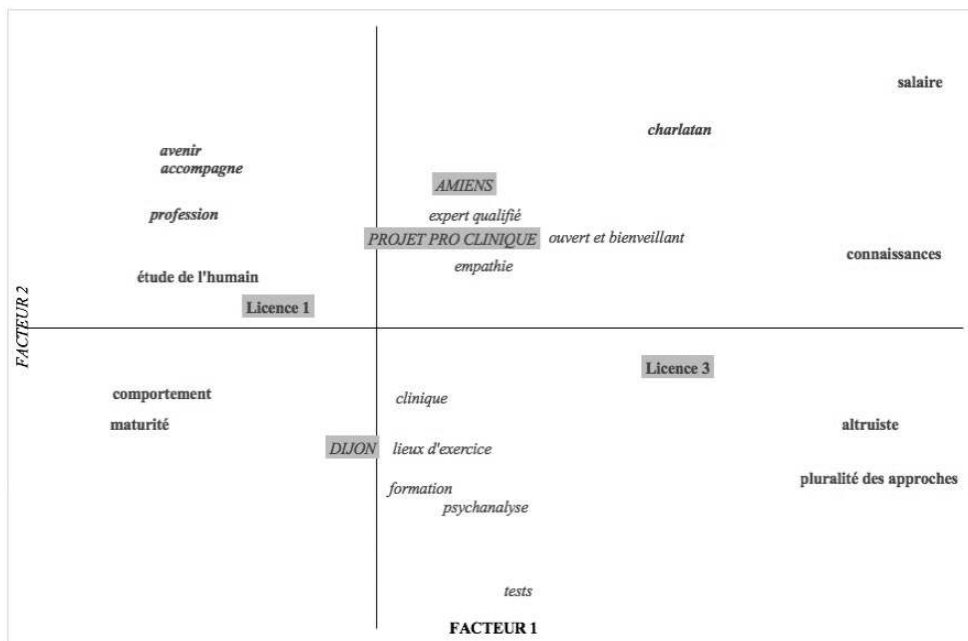 salaire
charlatan
avenir
accompagne
AMIENS
profession
expert qualifié
PROJET PRO CLINIQUE
ouvert et bienveillant
connaissances
empathie
étude de l'humain
Licence 1
FACTEUR 2
Licence 3
comportement
clinique
maturité
altruiste
DIJON
lieux d'exercice
pluralité des approches
formation
psychanalyse
tests
FACTEUR 1